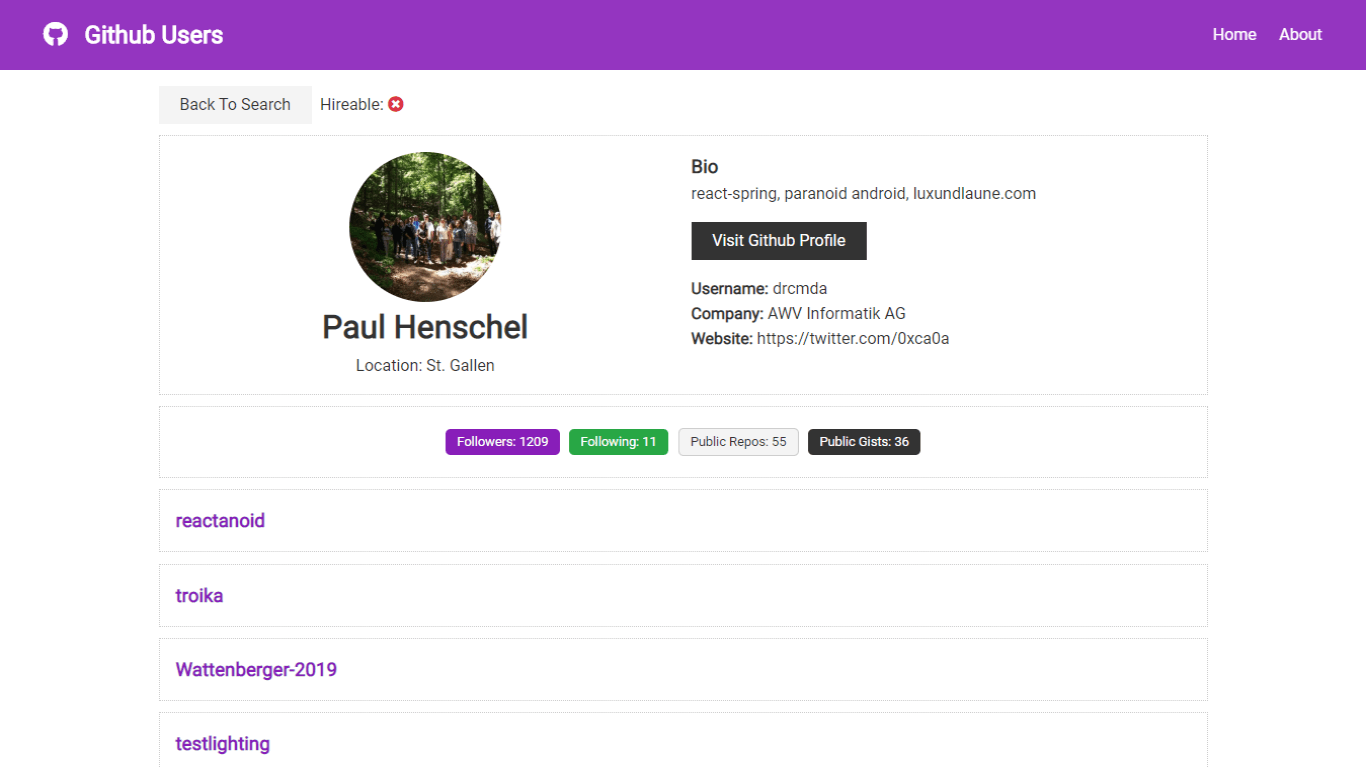 Github Users
Home About
Back To Search Hireable:
Bio
react-spring, paranoid android, luxundlaune.com
Visit Github Profile
Username: drcmda
Company: AWV Informatik AG
Website: https://twitter.com/0xca0a
Paul Henschel
Location: St. Gallen
Followers: 1209 Following: 11 Public Repos: 55 Public Gists: 36
reactanoid
troika
Wattenberger-2019
testlighting